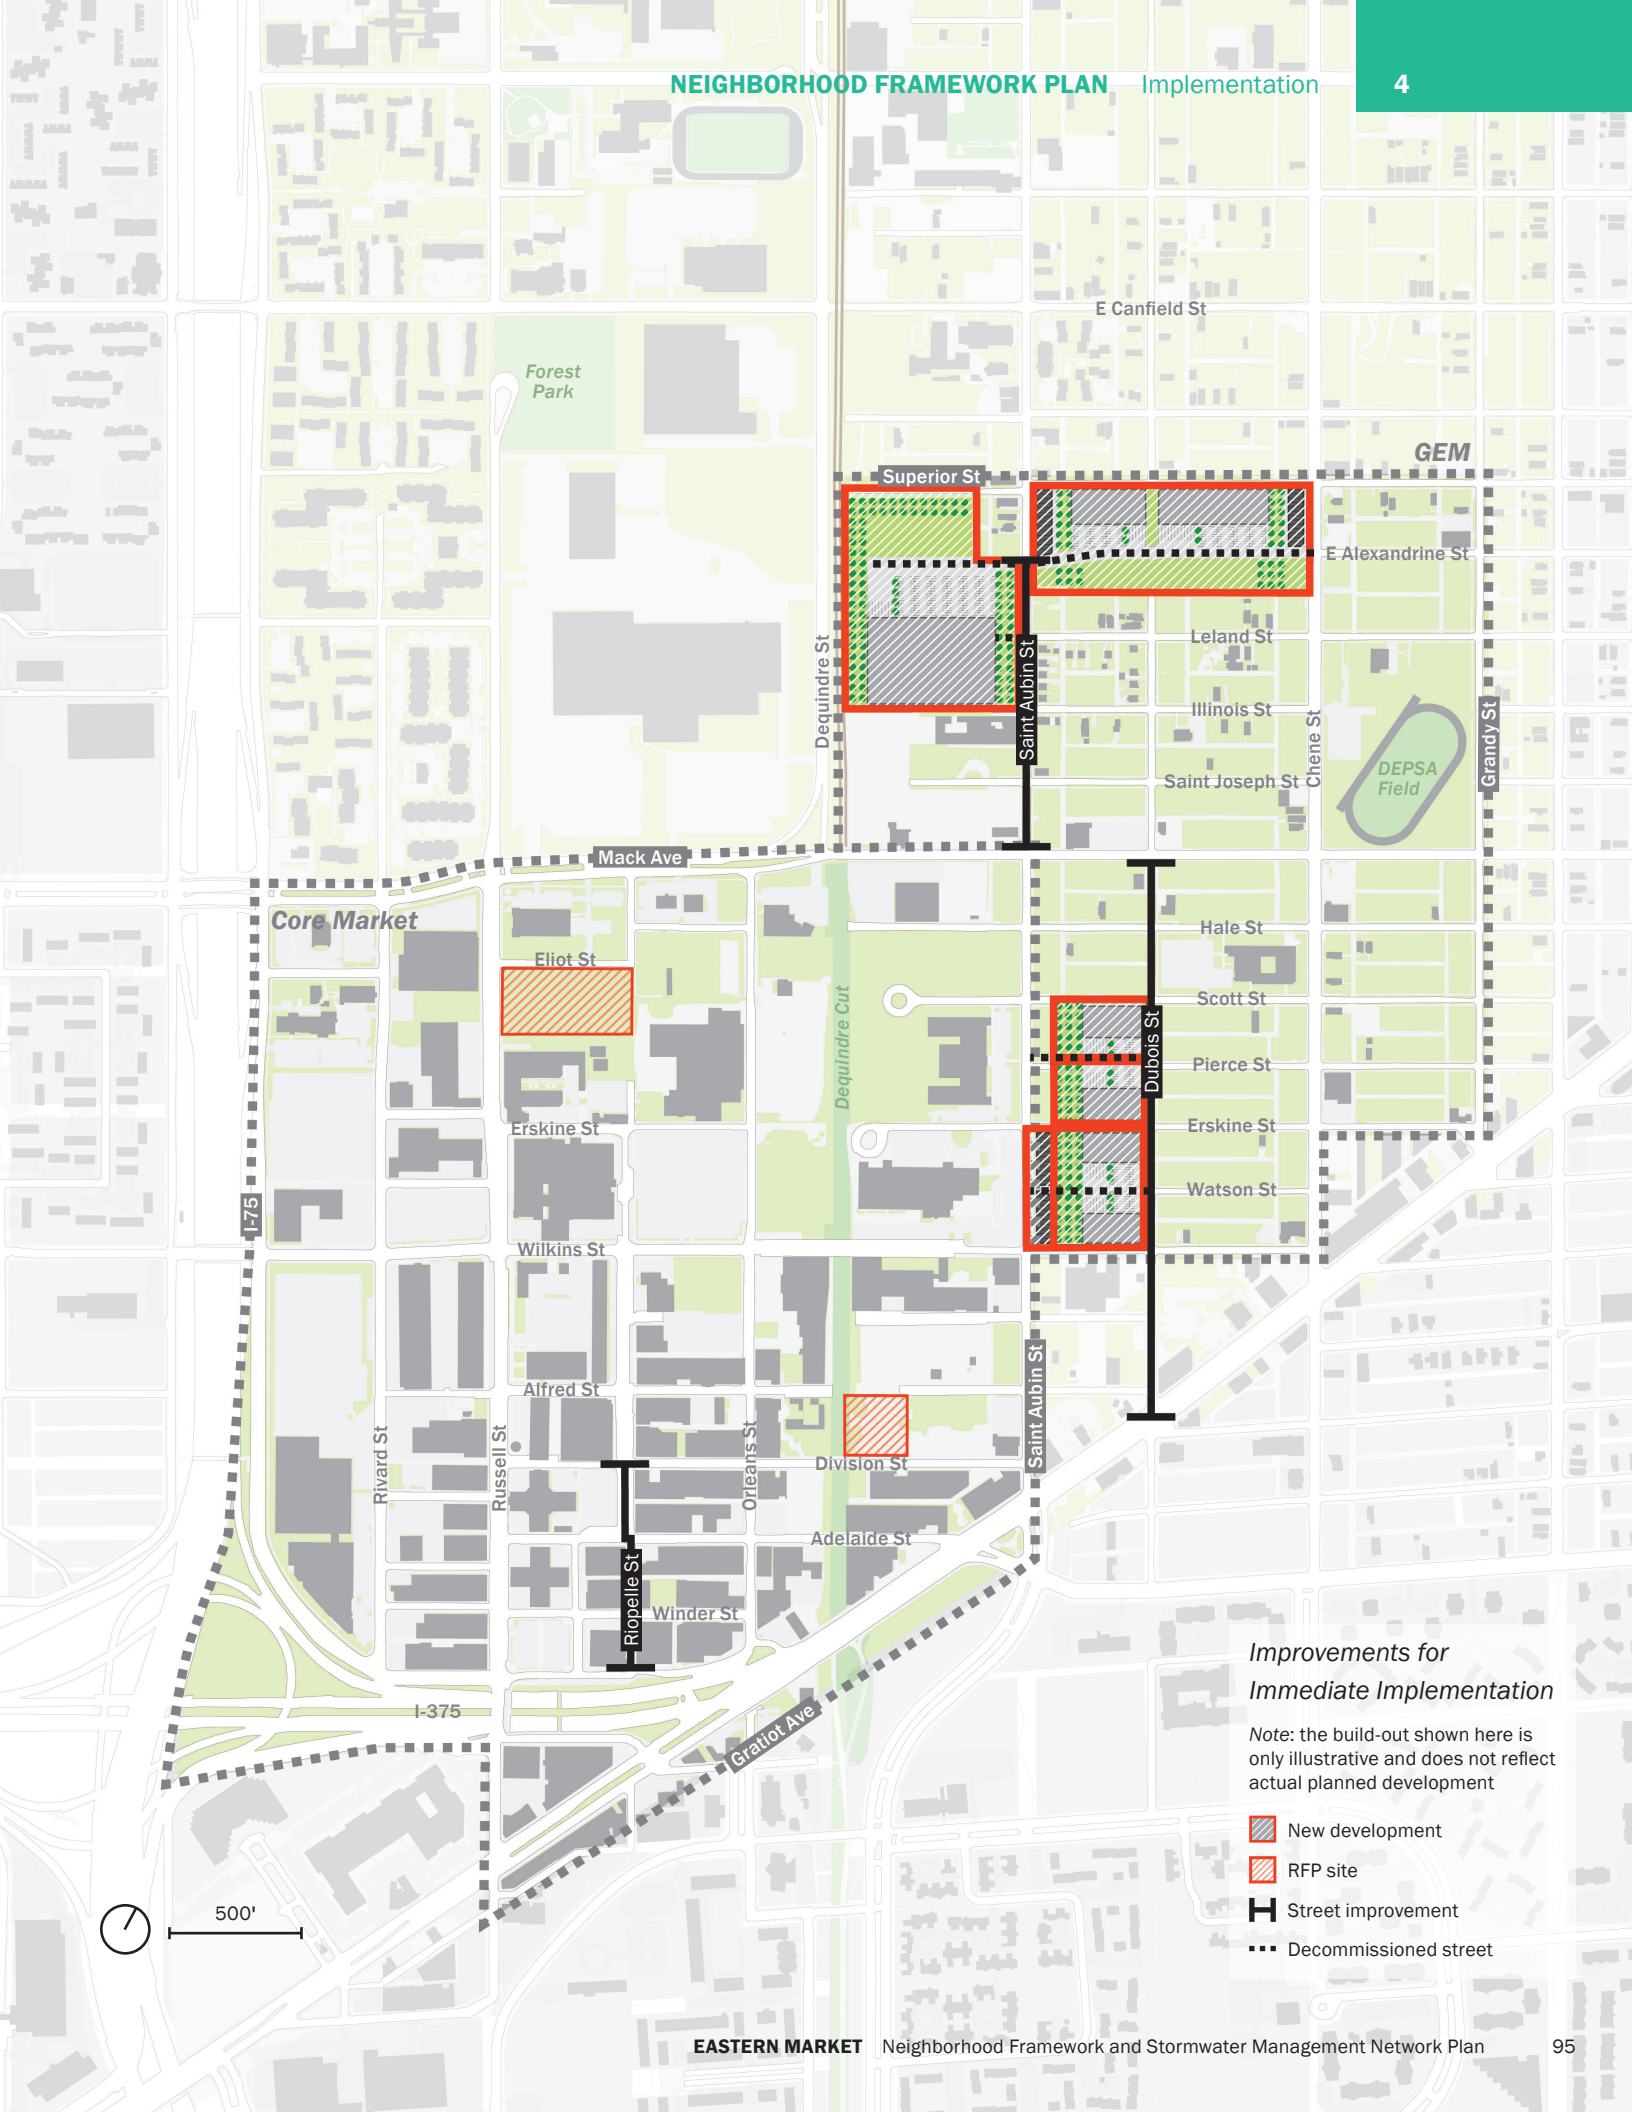 NEIGHBORHOOD FRAMEWORK PLAN Implementation 4
E Canfield St
Forest
Park
GEM
Superior St
E Alexandrine St
Leland St
Dequindre St
Saint Aubin St
Illinois St
Chene St
Grandy St
Saint Joseph St
DEPSA
Field
Mack Ave
Core Market
Hale St
Eliot St
Scott St
Dequindre Cut
Dubois St
Pierce St
Erskine St
Erskine St
Watson St
I-75
Wilkins St
Alfred St
Saint Aubin St
Rivard St
Russell St
Orleans St
Division St
Adelaide St
Riopelle St
Winder St
I-375
Gratiot Ave
Improvements for
Immediate Implementation
Note: the build-out shown here is
only illustrative and does not reflect
actual planned development
New development
RFP site
Street improvement
Decommissioned street
500'
EASTERN MARKET Neighborhood Framework and Stormwater Management Network Plan 95